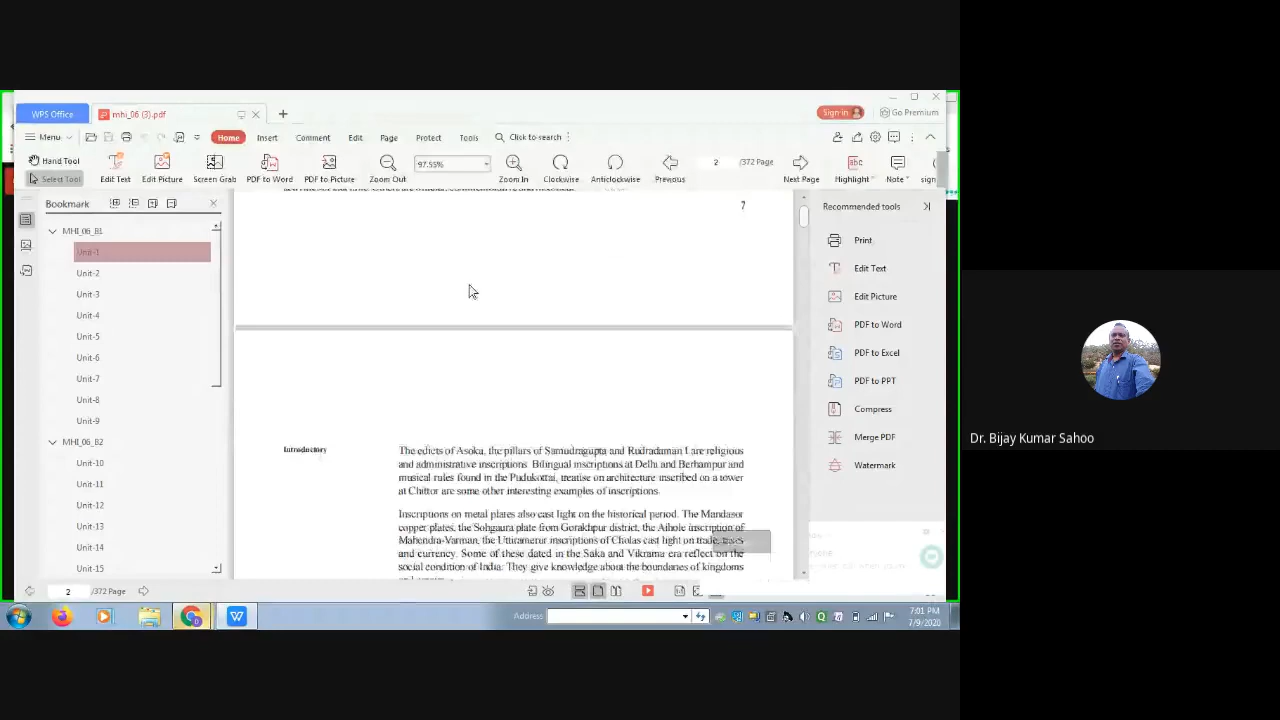 WPS Office
mhi_06 (3).pdf
Sign in
Go Premium
Menu
Home
Insert
Comment
Edit
Page
Protect
Tools
Click to search
Hand Tool
Select Tool
Edit Text
Edit Picture
Screen Grab
PDF to Word
PDF to Picture
Zoom Out
97.55%
Zoom In
Clockwise
Anticlockwise
Previous
2
/372 Page
Next Page
Highlight
Note
sign
Bookmark
MHI_06_B1
Unit-1
Unit-2
Unit-3
Unit-4
Unit-5
Unit-6
Unit-7
Unit-8
Unit-9
MHI_06_B2
Unit-10
Unit-11
Unit-12
Unit-13
Unit-14
Unit-15
7
Introductory
The edicts of Asoka, the pillars of Samudragupta and Rudradaman I are religious
and administrative inscriptions. Bilingual inscriptions at Delhi and Berhampur and
musical rules found in the Pudukottai, treatise on architecture inscribed on a tower
at Chittor are some other interesting examples of inscriptions.
Inscriptions on metal plates also cast light on the historical period. The Mandasor
copper plates, the Sohgaura plate from Gorakhpur district, the Aihole inscription of
Mahendra-Varman, the Uttiramerur inscriptions of Cholas cast light on trade, taxes
and currency. Some of these dated in the Saka and Vikrama era reflect on the
social condition of India. They give knowledge about the boundaries of kingdoms
Recommended tools
Print
Edit Text
Edit Picture
PDF to Word
PDF to Excel
PDF to PPT
Compress
Merge PDF
Watermark
2
/372 Page
Address
7:01 PM
7/9/2020
Dr. Bijay Kumar Sahoo